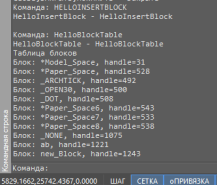 Команда: HELLOINSERTBLOCK
HelloInsertBlock - HelloInsertBlock
Команда: HelloBlockTable
HelloBlockTable - HelloBlockTable
Таблица блоков
Блок: *Model_Space, handle=31
Блок: *Paper_Space, handle=528
Блок: _ARCHTICK, handle=492
Блок: _OPEN30, handle=500
Блок: _DOT, handle=508
Блок: *Paper_Space6, handle=543
Блок: *Paper_Space7, handle=533
Блок: *Paper_Space8, handle=538
Блок: _NONE, handle=1075
Блок: ab, handle=1221
Блок: new_Block, handle=1243
Команда:
Командная строка
5829.1662,25742.4367,0.0000 ШАГ СЕТКА оПРИВЯЗКА